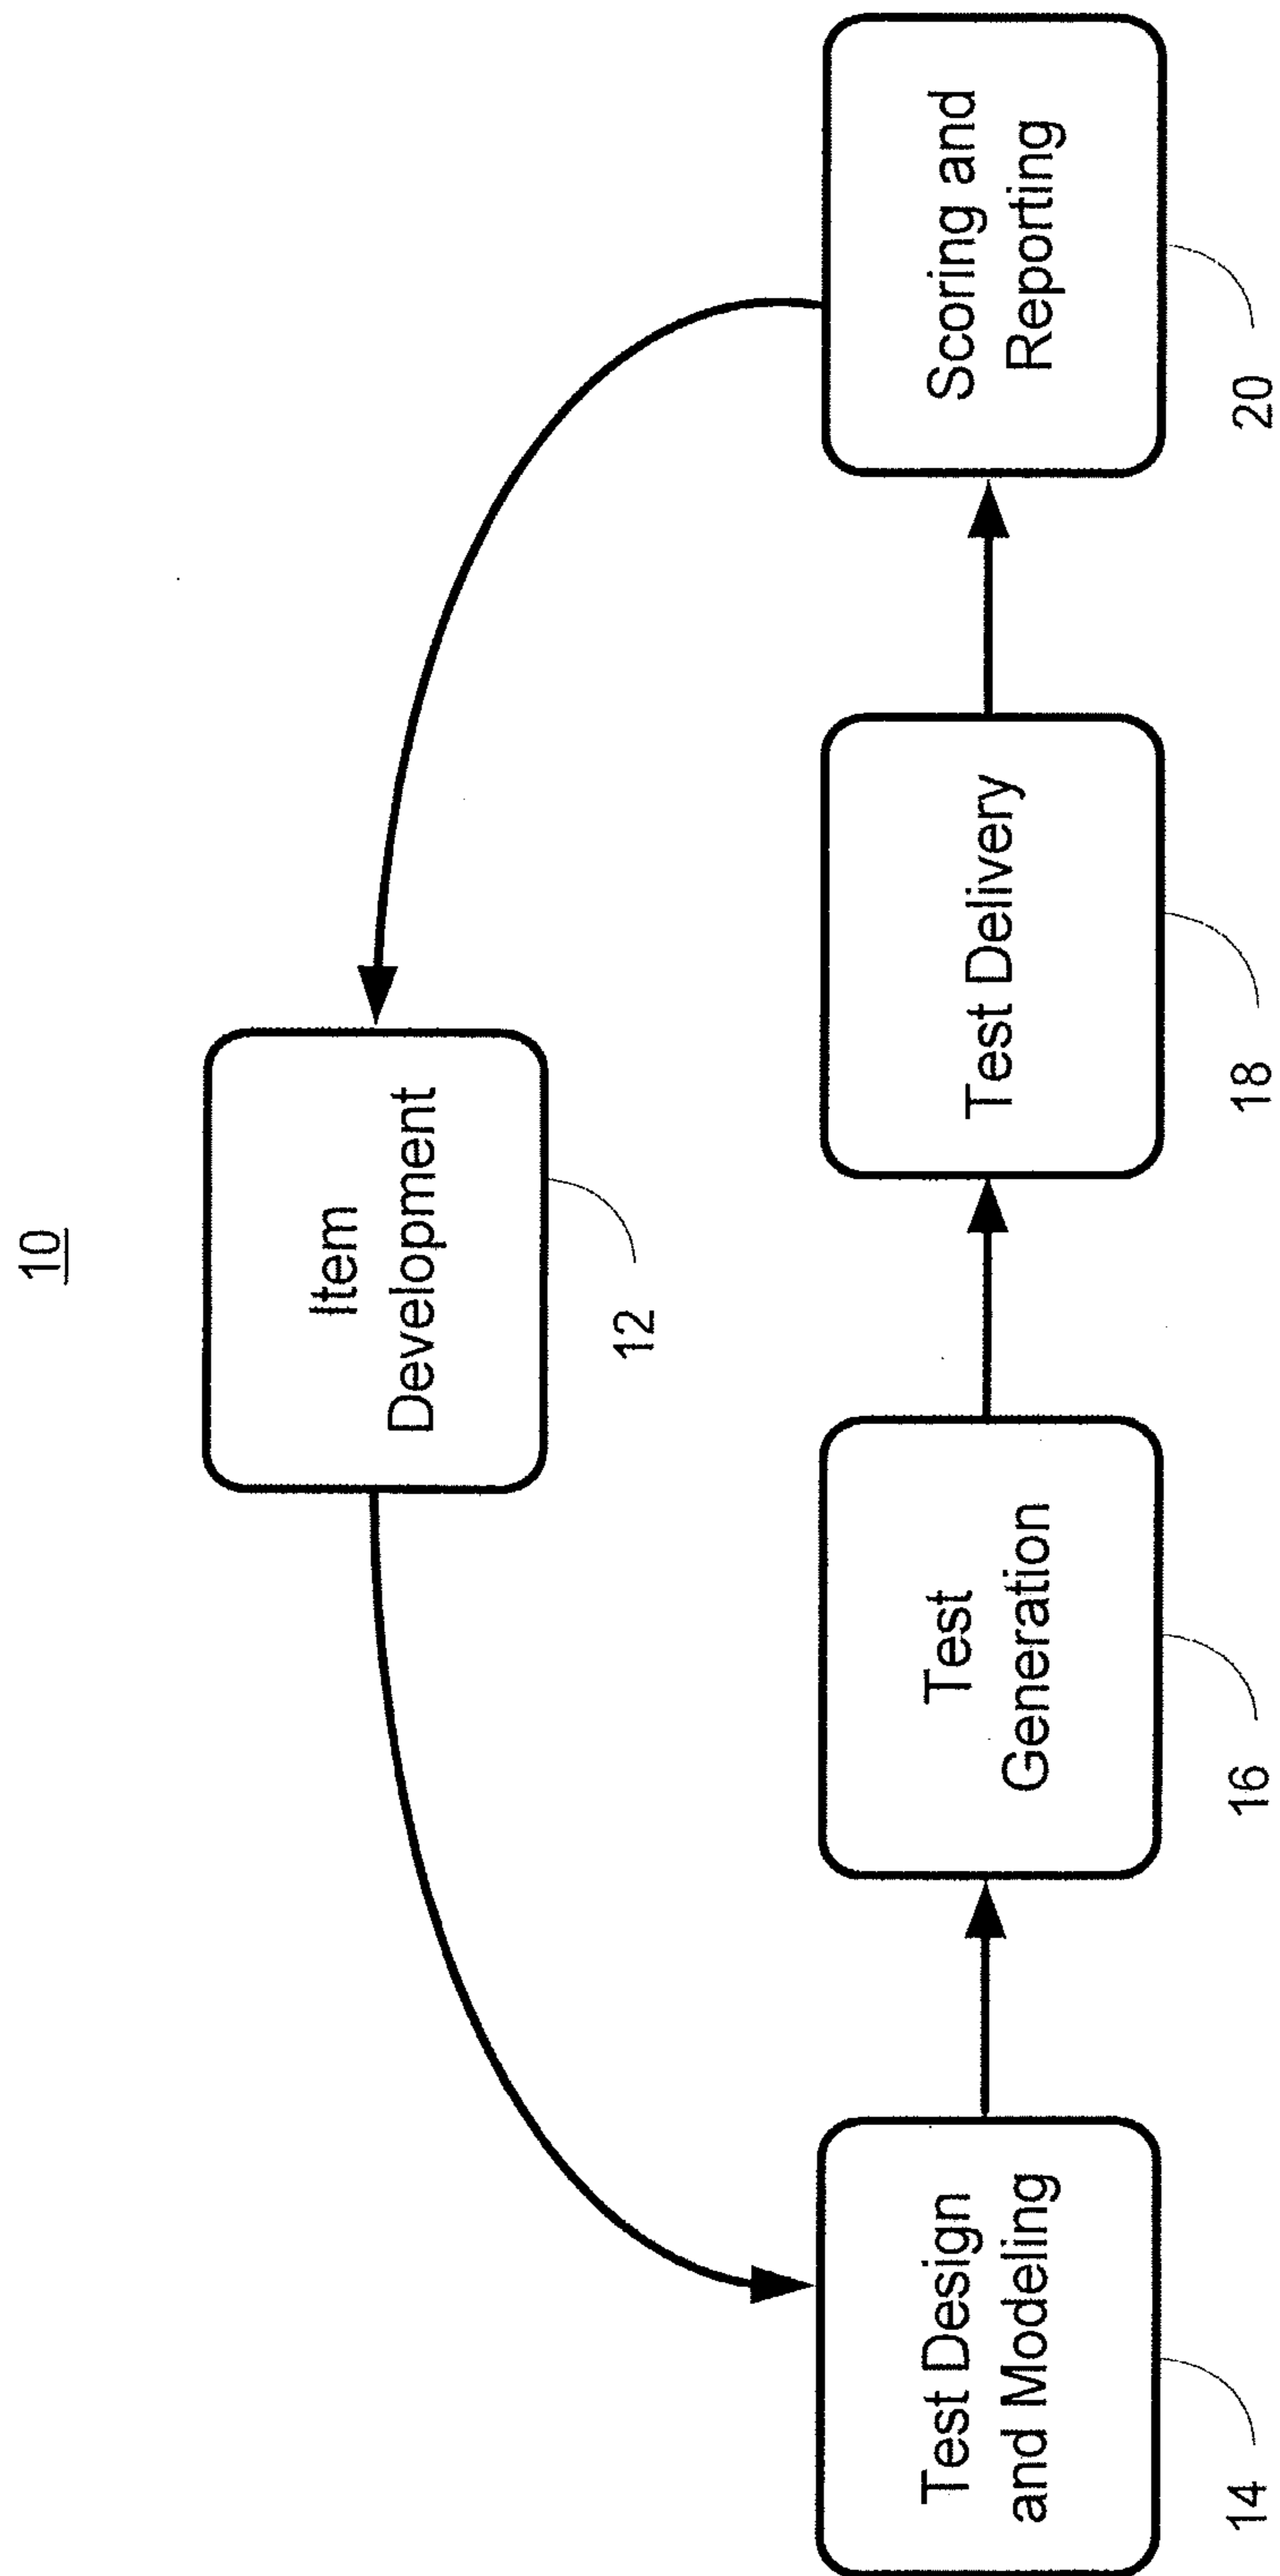 10
Item
Development
12
Test Design
and Modeling
14
Test
Generation
16
Test Delivery
18
Scoring and
Reporting
20